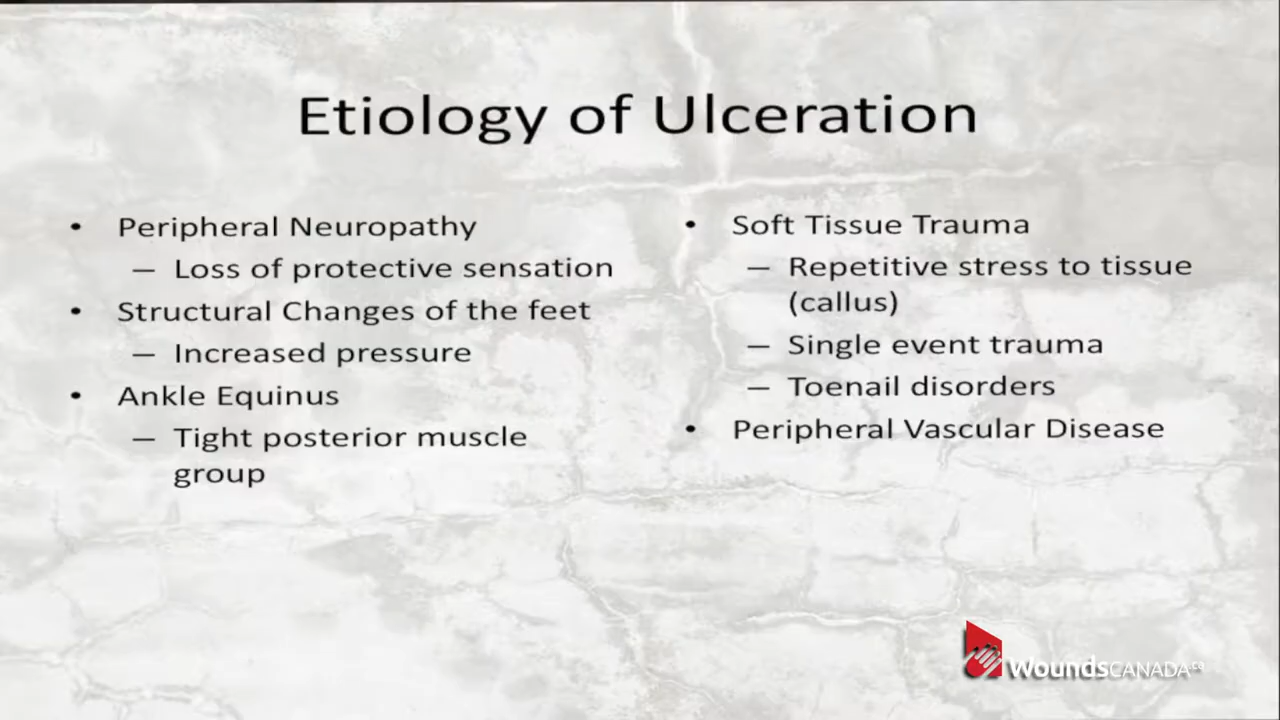 Etiology of Ulceration
• Peripheral Neuropathy
– Loss of protective sensation
• Structural Changes of the feet
– Increased pressure
• Ankle Equinus
– Tight posterior muscle
group
• Soft Tissue Trauma
– Repetitive stress to tissue
(callus)
– Single event trauma
– Toenail disorders
• Peripheral Vascular Disease
WoundsCANADA.ca